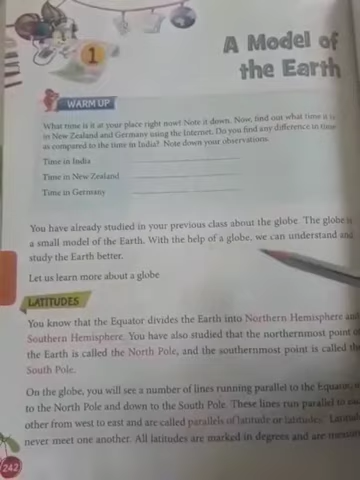 1
A Model of
the Earth
WARM UP
What time is it at your place right now? Note it down. Now, find out what time it is
in New Zealand and Germany using the Internet. Do you find any difference in time
as compared to the time in India? Note down your observations.
Time in India
Time in New Zealand
Time in Germany
You have already studied in your previous class about the globe. The globe is
a small model of the Earth. With the help of a globe, we can understand and
study the Earth better.
Let us learn more about a globe
LATITUDES
You know that the Equator divides the Earth into Northern Hemisphere and
Southern Hemisphere. You have also studied that the northernmost point of
the Earth is called the North Pole, and the southernmost point is called the
South Pole.
On the globe, you will see a number of lines running parallel to the Equator,
to the North Pole and down to the South Pole. These lines run parallel to
other from west to east and are called parallels of latitude or latitudes.
never meet one another. All latitudes are marked in degrees and are
242